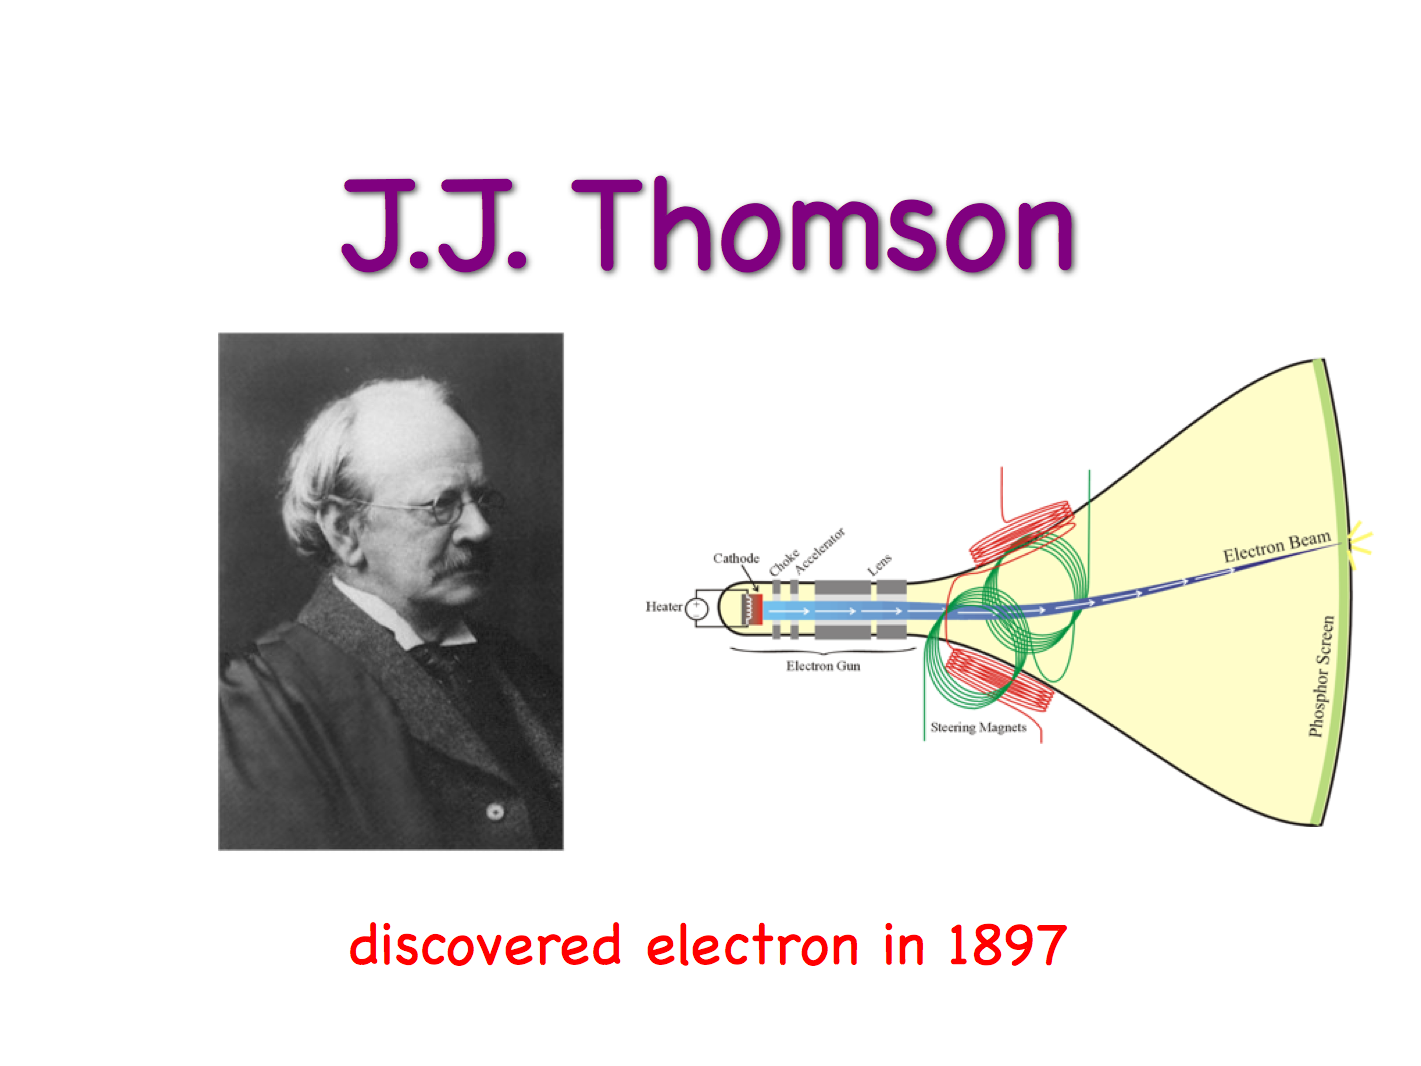 J.J. Thomson
Cathode
Choke
Accelerator
Lens
Heater
+
−
Electron Gun
Steering Magnets
Electron Beam
Phosphor Screen
discovered electron in 1897